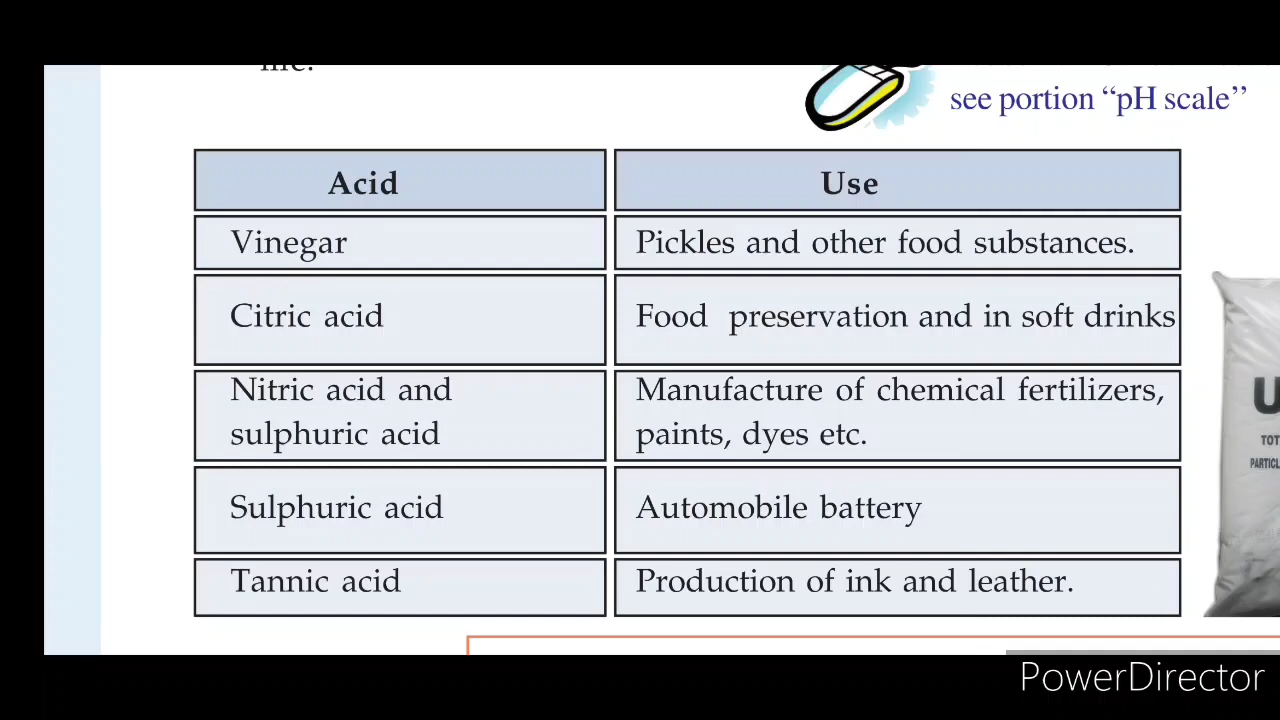 see portion “pH scale’’
Acid
Use
Vinegar
Pickles and other food substances.
Citric acid
Food preservation and in soft drinks
Nitric acid and
sulphuric acid
Manufacture of chemical fertilizers,
paints, dyes etc.
Sulphuric acid
Automobile battery
Tannic acid
Production of ink and leather.
U
TOT
PARTICL
PowerDirector